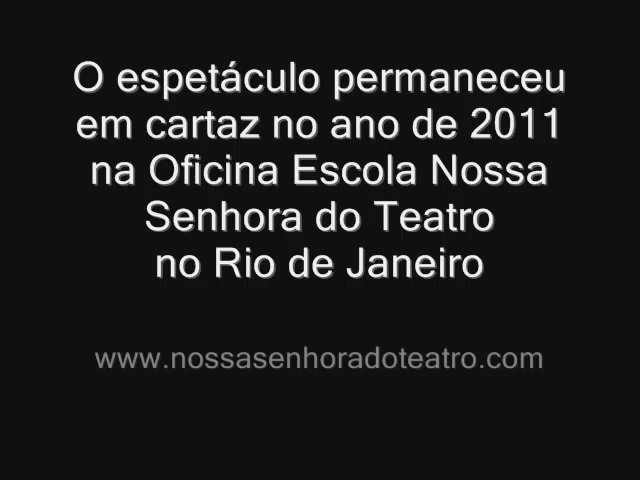 O espetáculo permaneceu
em cartaz no ano de 2011
na Oficina Escola Nossa
Senhora do Teatro
no Rio de Janeiro
www.nossasenhoradoteatro.com